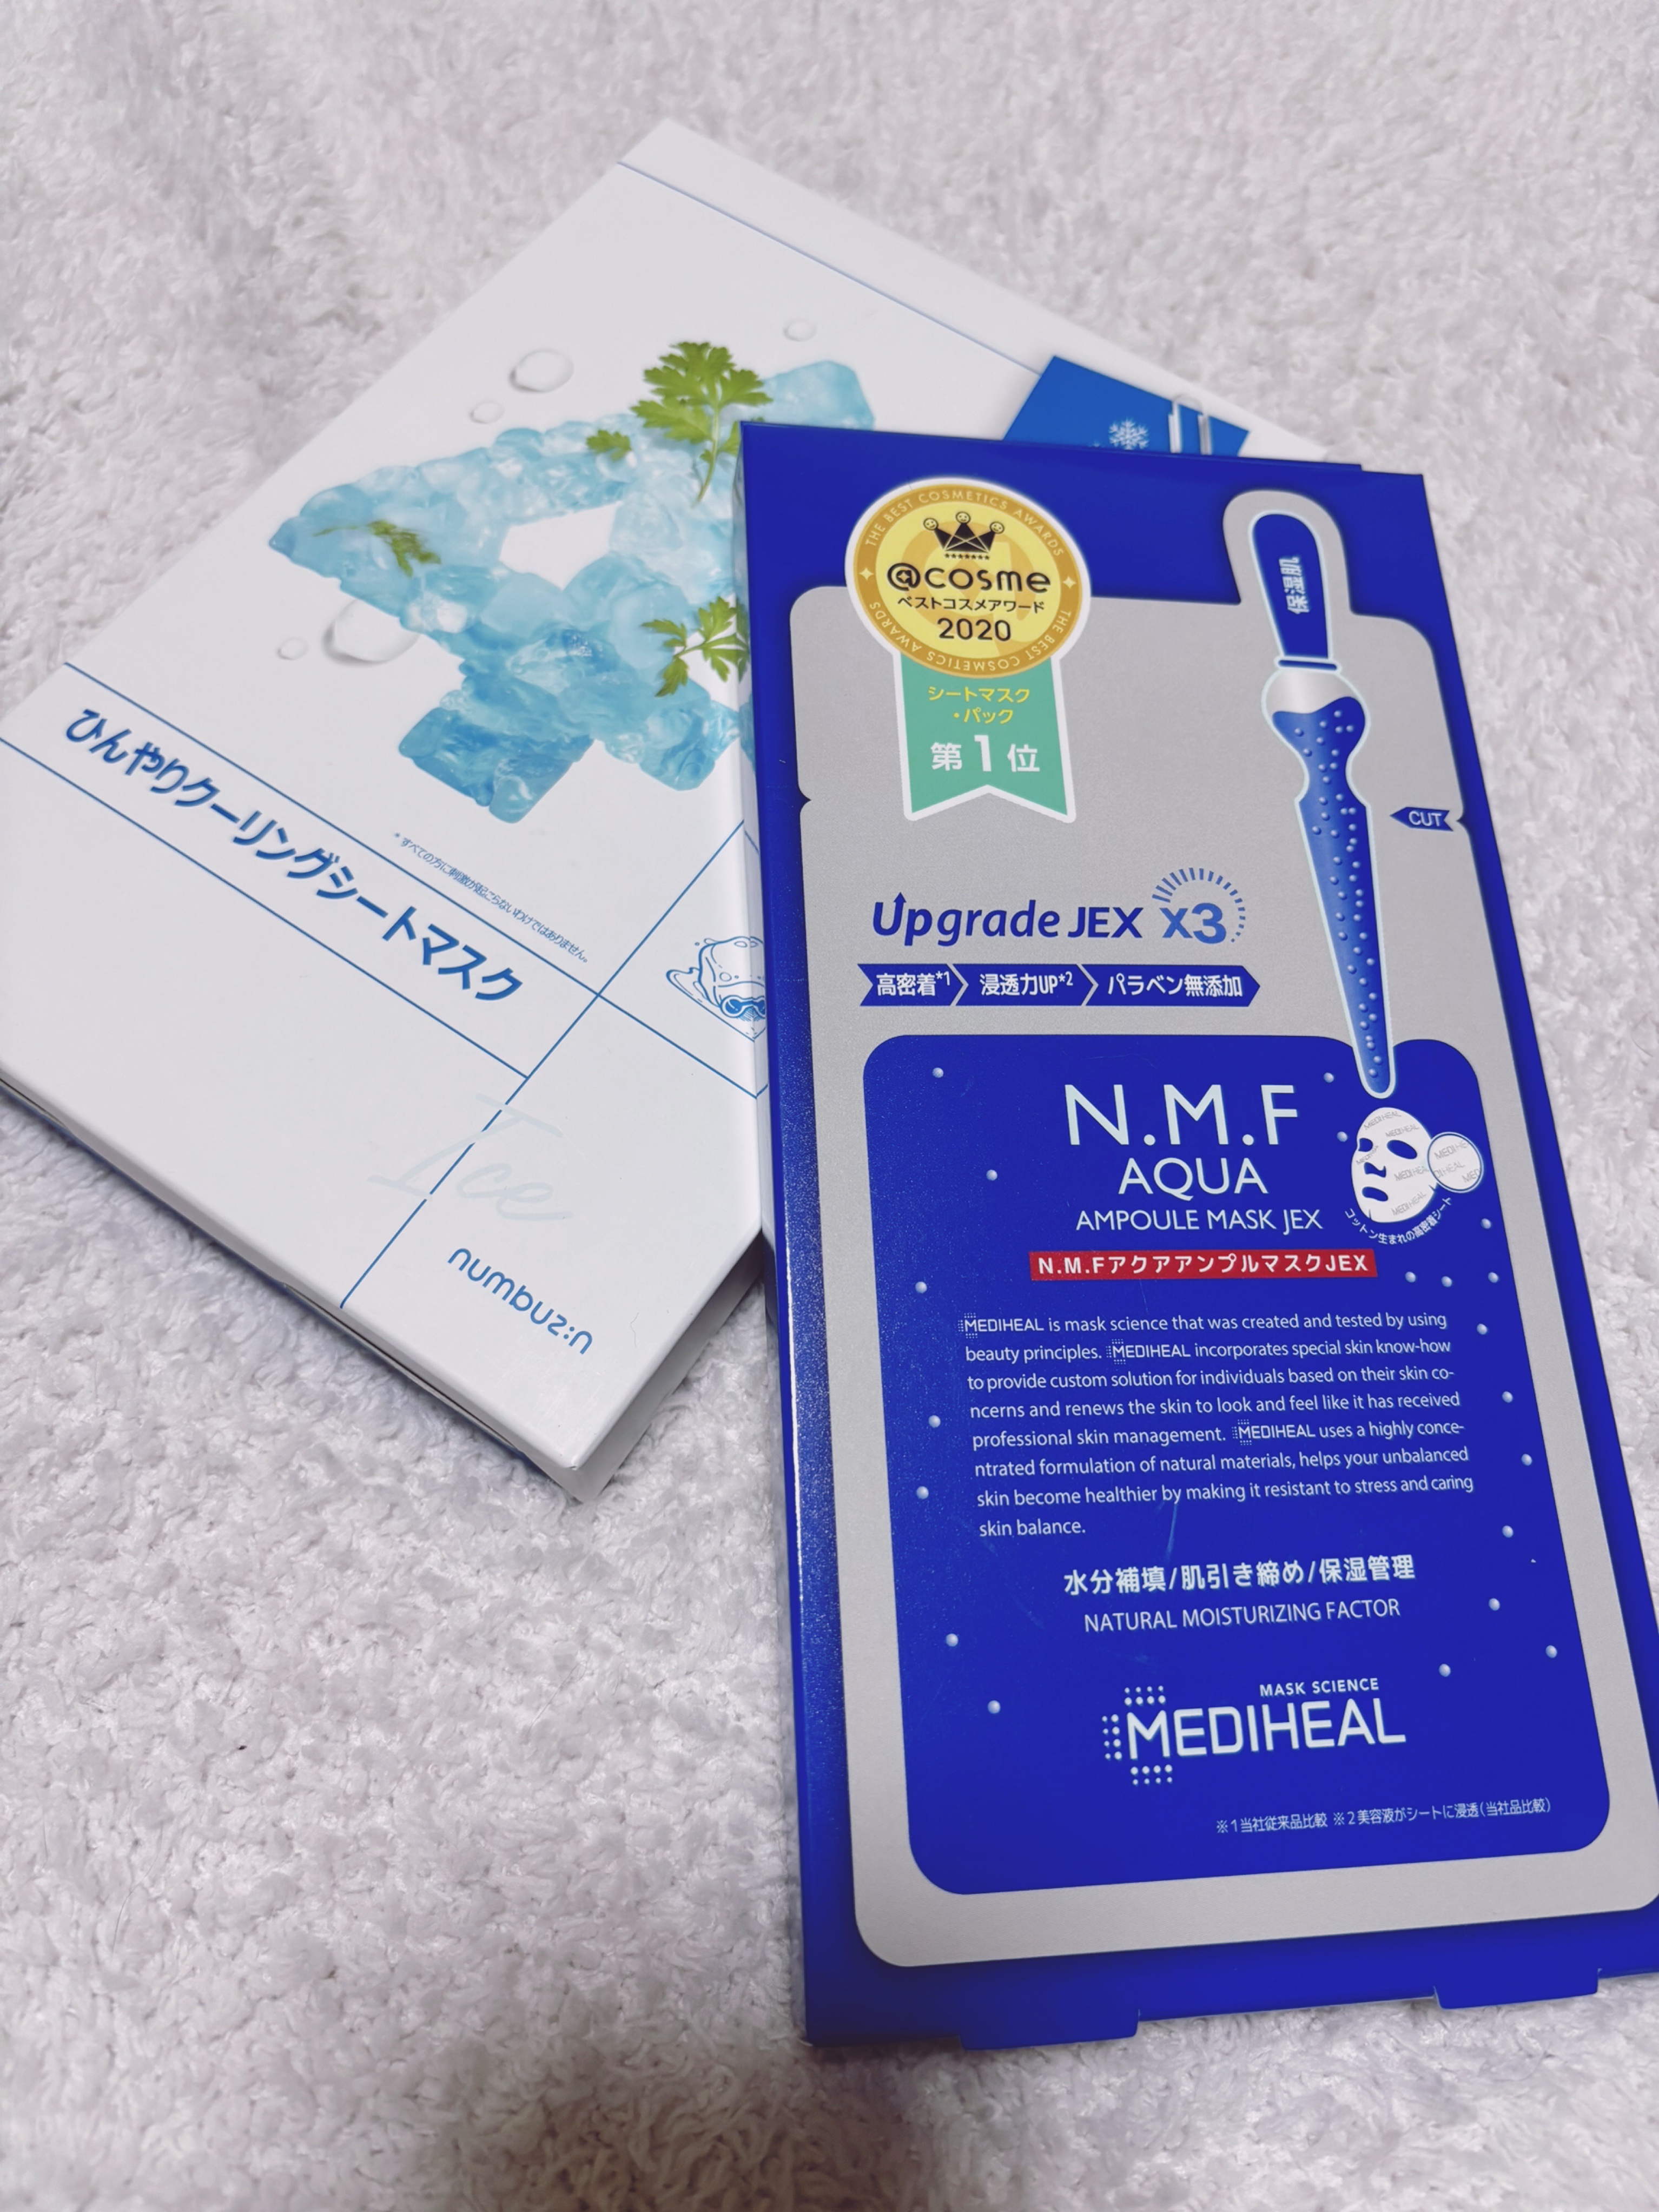 ひんやりクーリングシートマスク
*すべての方に刺激が起こらないわけではありません。
Ice
numbuz:n
THE BEST COSMETICS AWARDS
@cosme
ベストコスメアワード
2020
THE BEST COSMETICS AWARDS
シートマスク
・パック
第1位
保湿肌
CUT
Upgrade JEX x3
高密着*1
浸透力UP*2
パラベン無添加
N.M.F
AQUA
AMPOULE MASK JEX
N.M.FアクアアンプルマスクJEX
コットン生まれの高密着シート
MEDIHEAL is mask science that was created and tested by using
beauty principles. MEDIHEAL incorporates special skin know-how
to provide custom solution for individuals based on their skin co-
ncerns and renews the skin to look and feel like it has received
professional skin management. MEDIHEAL uses a highly conce-
ntrated formulation of natural materials, helps your unbalanced
skin become healthier by making it resistant to stress and caring
skin balance.
水分補填/肌引き締め/保湿管理
NATURAL MOISTURIZING FACTOR
MASK SCIENCE
MEDIHEAL
※1当社従来品比較 ※2美容液がシートに浸透(当社品比較)